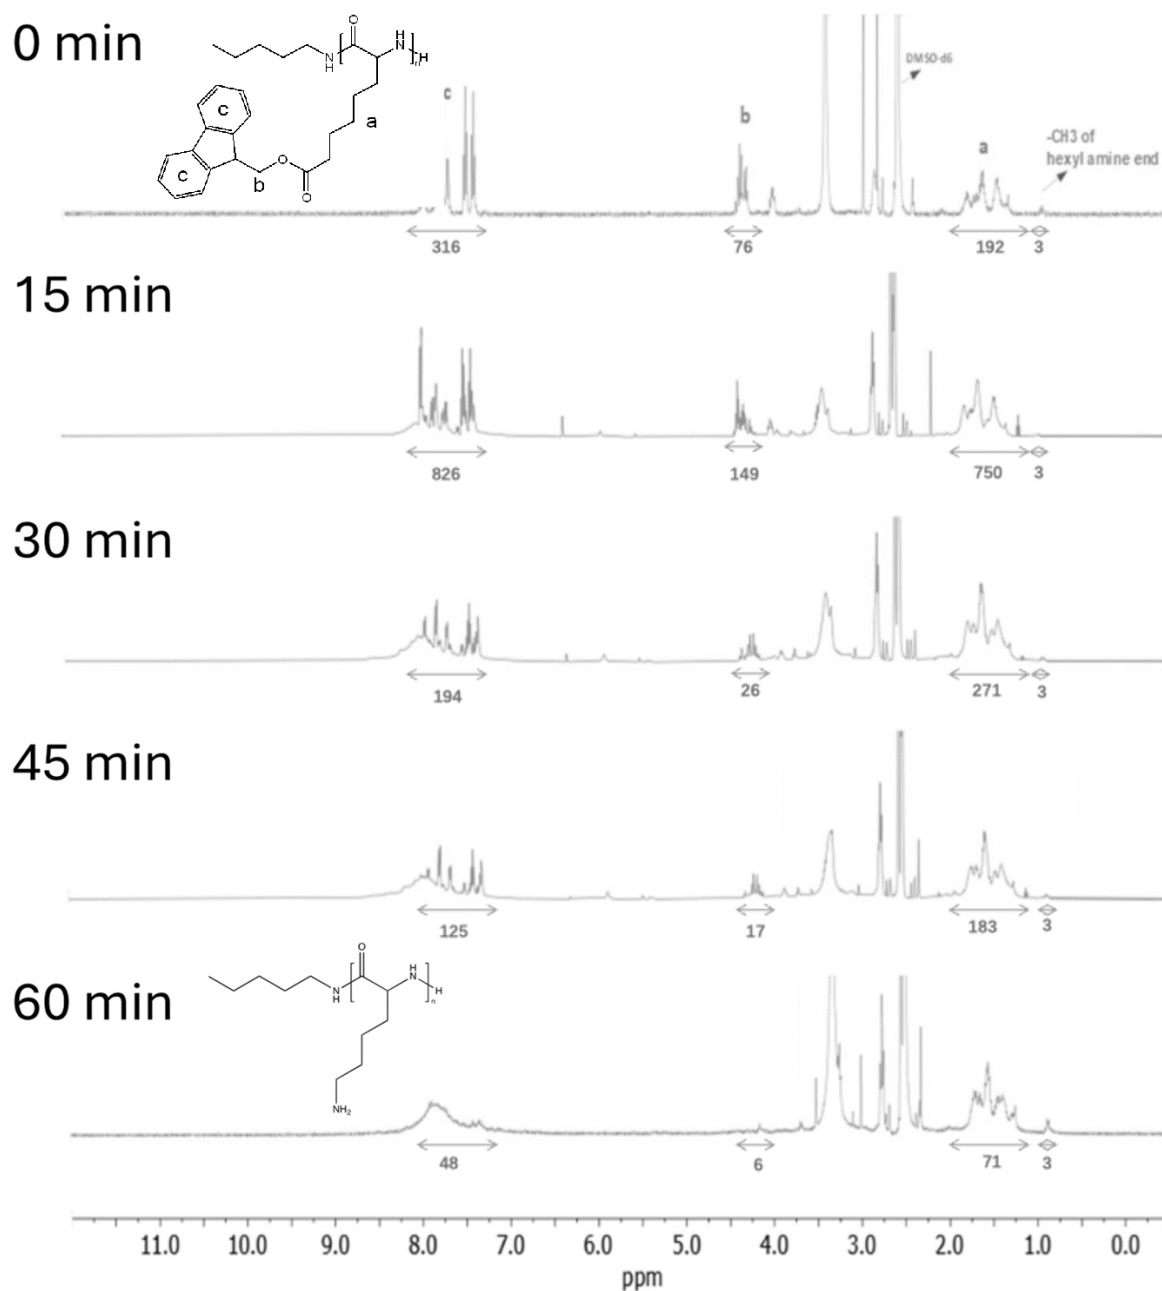 0 min
O
H
N
H
N
H
n
c
c
a
O
b
O
c
b
DMSO-d6
a
-CH3 of
hexyl amine end
316 76 192 3
15 min
826 149 750 3
30 min
194 26 271 3
45 min
125 17 183 3
60 min
O
H
N
H
N
H
n
NH2
48 6 71 3
11.0 10.0 9.0 8.0 7.0 6.0 5.0 4.0 3.0 2.0 1.0 0.0
ppm